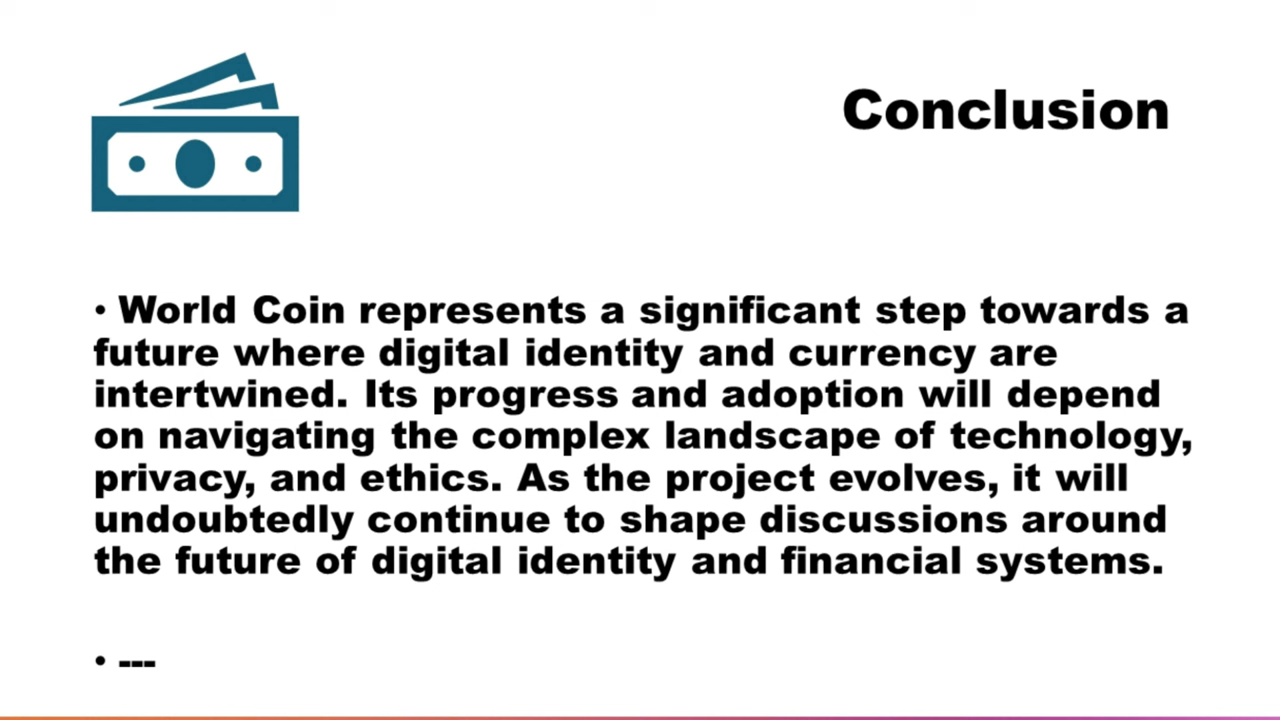 Conclusion
• World Coin represents a significant step towards a
future where digital identity and currency are
intertwined. Its progress and adoption will depend
on navigating the complex landscape of technology,
privacy, and ethics. As the project evolves, it will
undoubtedly continue to shape discussions around
the future of digital identity and financial systems.
• ---